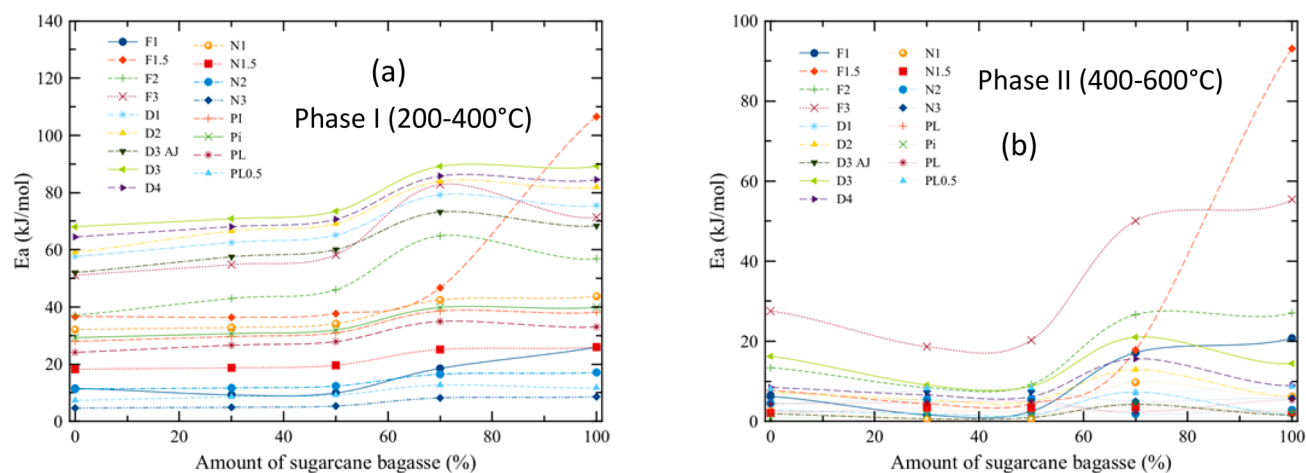 140
120
100
80
60
40
20
0
Ea (kJ/mol)
F1
F1.5
F2
F3
D1
D2
D3 AJ
D3
D4
N1
N1.5
N2
N3
PI
Pi
PL
PL0.5
(a)
Phase I (200-400°C)
0 20 40 60 80 100
Amount of sugarcane bagasse (%)
100
80
60
40
20
0
Ea (kJ/mol)
F1
F1.5
F2
F3
D1
D2
D3 AJ
D3
D4
N1
N1.5
N2
N3
PL
Pi
PL
PL0.5
Phase II (400-600°C)
(b)
0 20 40 60 80 100
Amount of sugarcane bagasse (%)